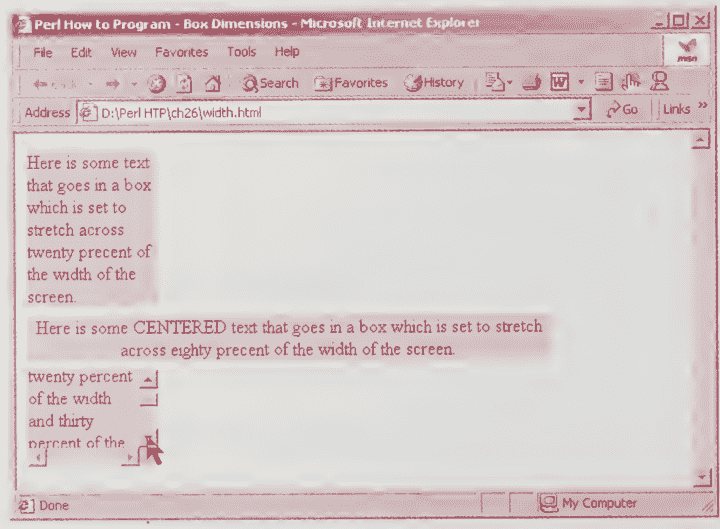 Perl How to Program - Box Dimensions - Microsoft Internet Explorer
File Edit View Favorites Tools Help
msn
Search Favorites History
Address D:\Perl HTP\ch26\width.html Go Links »
Here is some text
that goes in a box
which is set to
stretch across
twenty precent of
the width of the
screen.
Here is some CENTERED text that goes in a box which is set to stretch
across eighty precent of the width of the screen.
twenty percent
of the width
and thirty
percent of the
Done My Computer